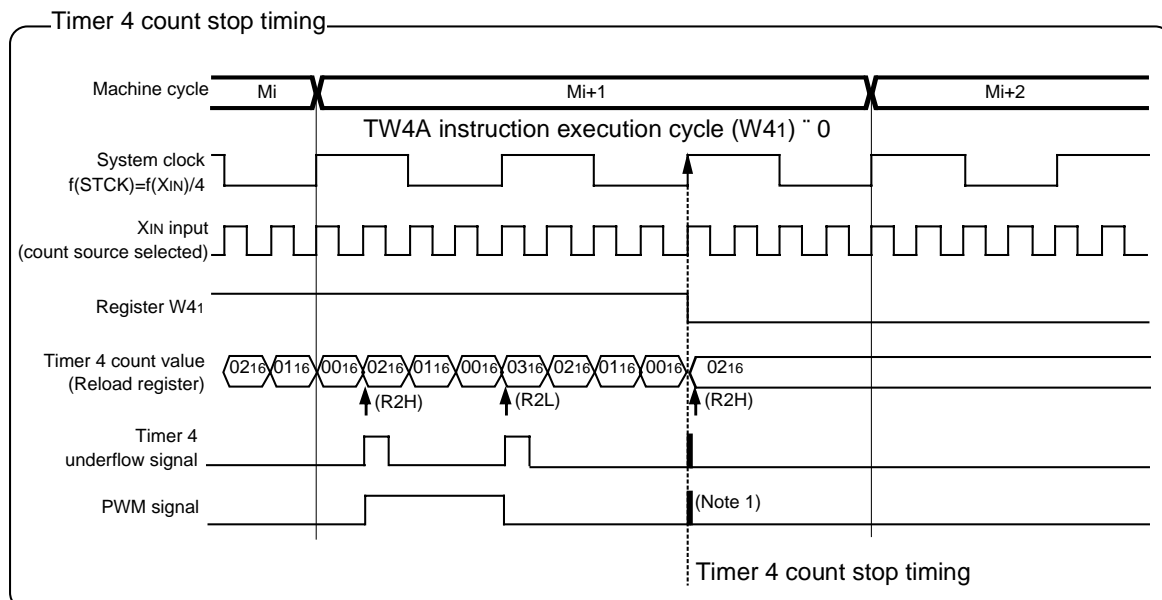 Timer 4 count stop timing
Machine cycle Mi Mi+1 Mi+2
TW4A instruction execution cycle (W41) ¨ 0
System clock
f(STCK)=f(XIN)/4
XIN input
(count source selected)
Register W41
Timer 4 count value
(Reload register)
0216 0116 0016 0216 0116 0016 0316 0216 0116 0016 0216
(R2H) (R2L) (R2H)
Timer 4
underflow signal
PWM signal (Note 1)
Timer 4 count stop timing